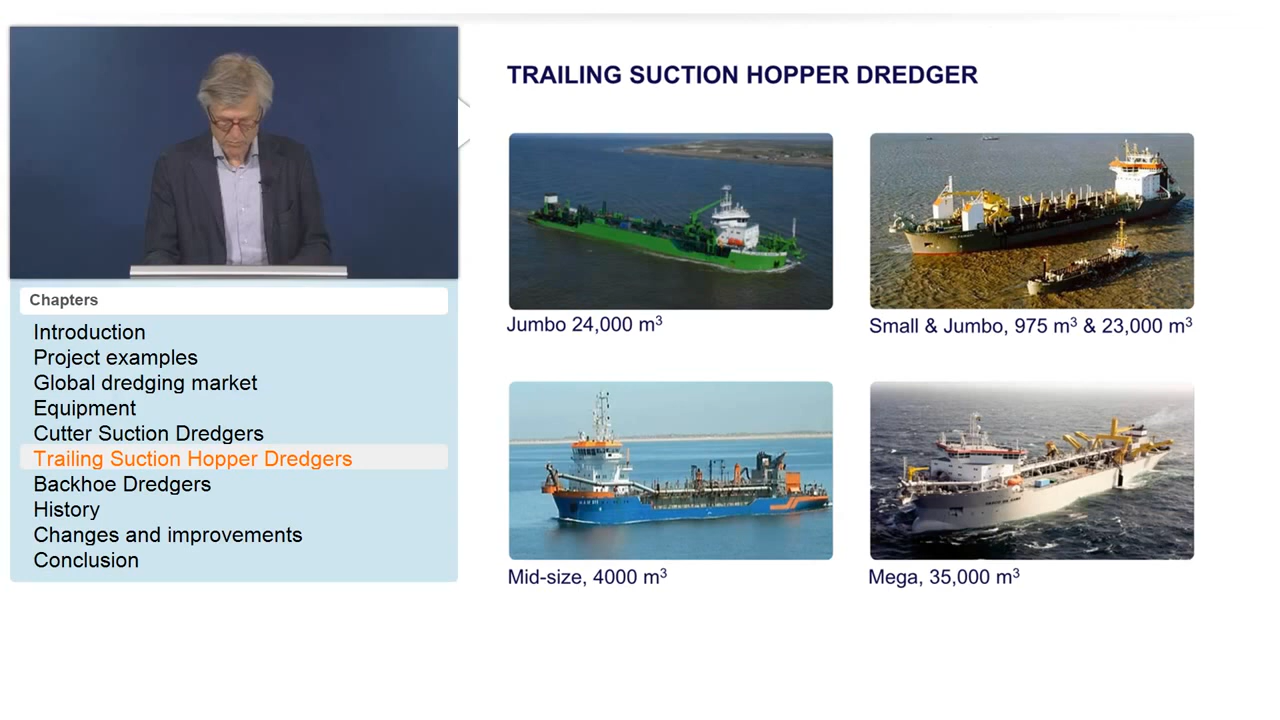 TRAILING SUCTION HOPPER DREDGER
Jumbo 24,000 m³
Small & Jumbo, 975 m³ & 23,000 m³
Mid-size, 4000 m³
Mega, 35,000 m³
Chapters
Introduction
Project examples
Global dredging market
Equipment
Cutter Suction Dredgers
Trailing Suction Hopper Dredgers
Backhoe Dredgers
History
Changes and improvements
Conclusion